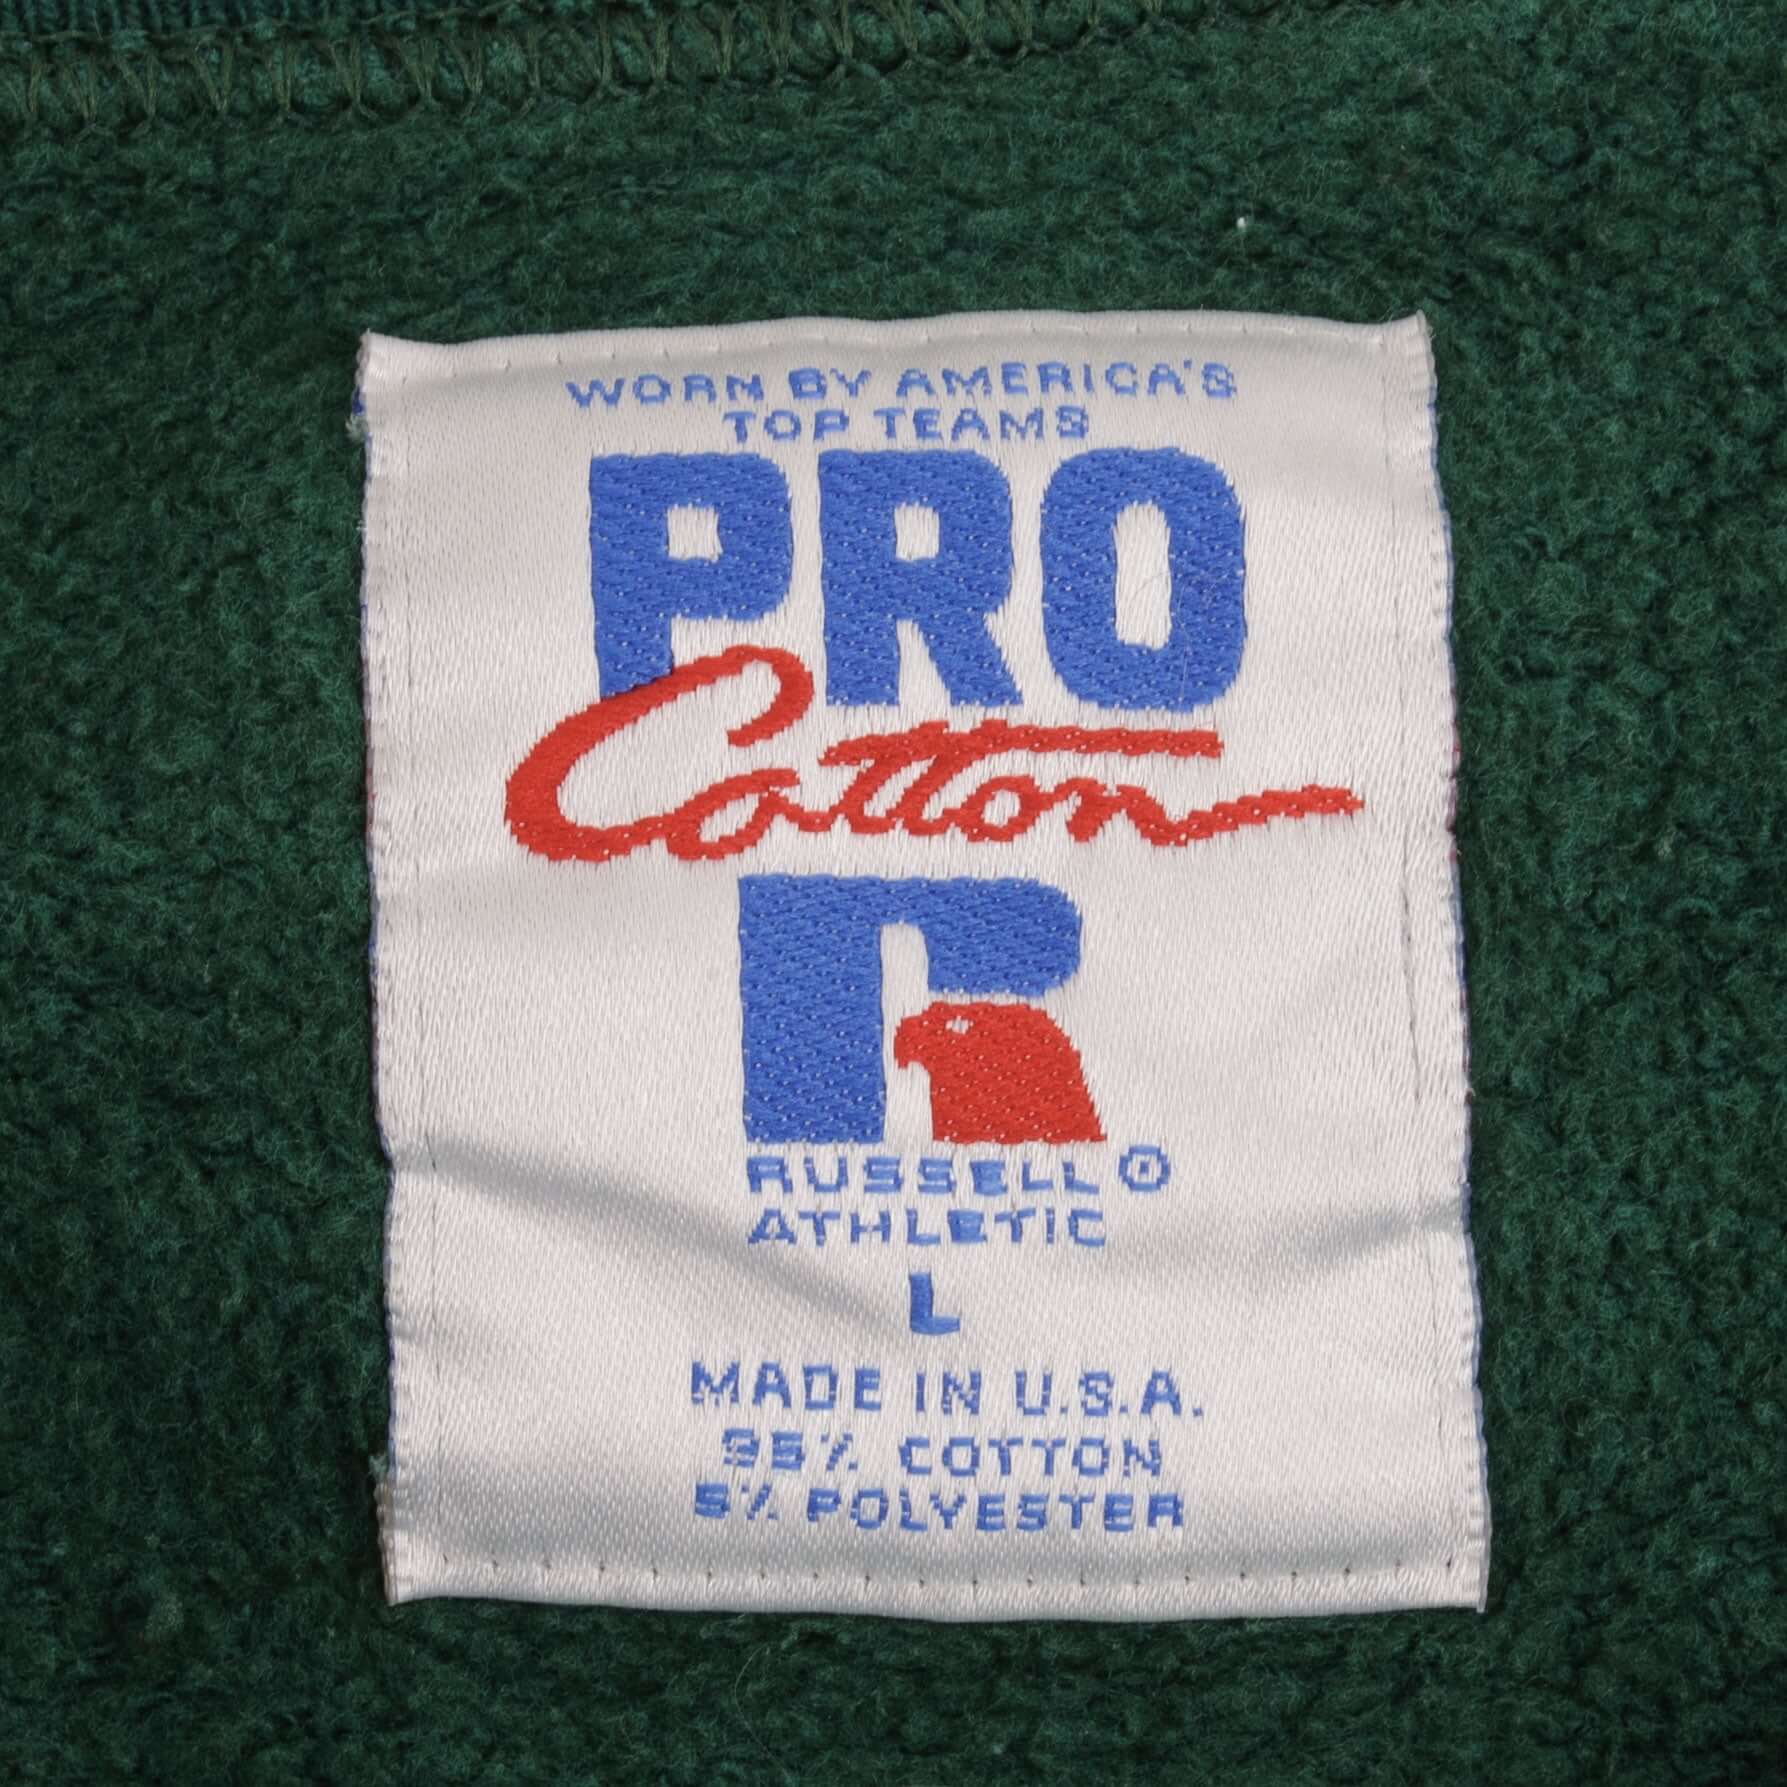 WORN BY AMERICA'S
TOP TEAMS
PRO
Cotton
R
RUSSELL®
ATHLETIC
L
MADE IN U.S.A.
95% COTTON
5% POLYESTER